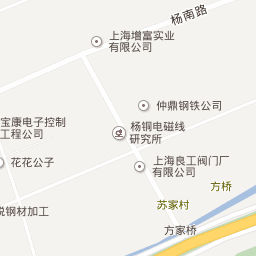 杨南路
上海增富实业
有限公司
仲鼎钢铁公司
宝康电子控制
工程公司
杨铜电磁线
研究所
花花公子
上海良工阀门厂
有限公司
方桥
苏家村
锐钢材加工
方家桥